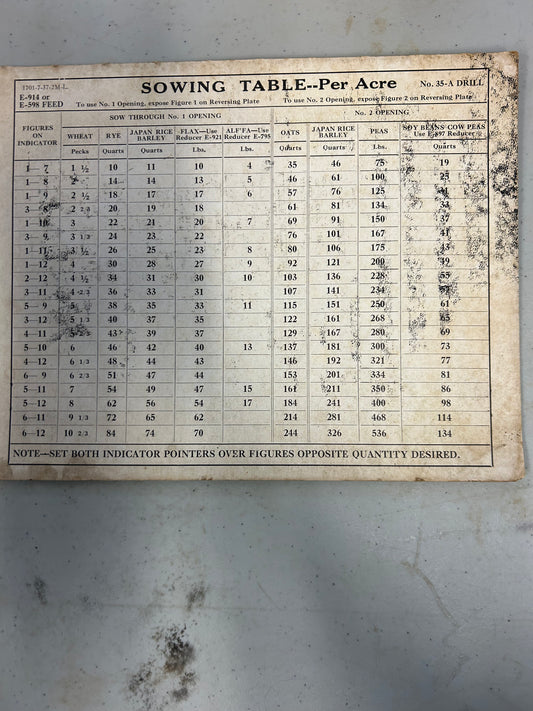 1701-7-37-2M-L.
E-914 or
E-598 FEED
SOWING TABLE--Per Acre
No. 35-A DRILL
To use No. 1 Opening, expose Figure 1 on Reversing Plate
To use No. 2 Opening, expose Figure 2 on Reversing Plate
FIGURES ON INDICATOR
SOW THROUGH No. 1 OPENING
No. 2 OPENING
WHEAT RYE JAPAN RICE BARLEY FLAX—Use Reducer E-921 ALF'FA—Use Reducer E-795 OATS JAPAN RICE BARLEY PEAS SOY BEANS COW PEAS Use Reducer
Pecks Quarts Quarts Lbs. Lbs. Quarts Quarts Lbs. Quarts
1—7 1 ½ 10 11 10 4 35 46 75 19
1—8 2 14 14 13 5 46 61 100 25
1—9 2 ½ 18 17 17 6 57 76 125 31
3—8 2 2/3 20 19 18 61 81 134 33
1—10 3 22 21 20 7 69 91 150 37
3—9 3 1/3 24 23 22 76 101 167 41
1—11 3 ½ 26 25 23 8 80 106 175 43
1—12 4 30 28 27 9 92 121 200
2—12 4 ½ 34 31 30 10 103 136 228 55
3—11 4 2/3 36 33 31 107 141 234
5—9 5 38 35 33 11 115 151 250 61
3—12 5 1/3 40 37 35 122 161 268 65
4—11 43 39 37 129 167 280 69
5—10 6 46 42 40 13 137 181 300 73
4—12 6 1/3 48 44 43 146 192 321 77
6—9 6 2/3 51 47 44 153 201 334 81
5—11 7 54 49 47 15 161 211 350 86
5—12 8 62 56 54 17 184 241 400 98
6—11 9 1/3 72 65 62 214 281 468 114
6—12 10 2/3 84 74 70 244 326 536 134
NOTE—SET BOTH INDICATOR POINTERS OVER FIGURES OPPOSITE QUANTITY DESIRED.